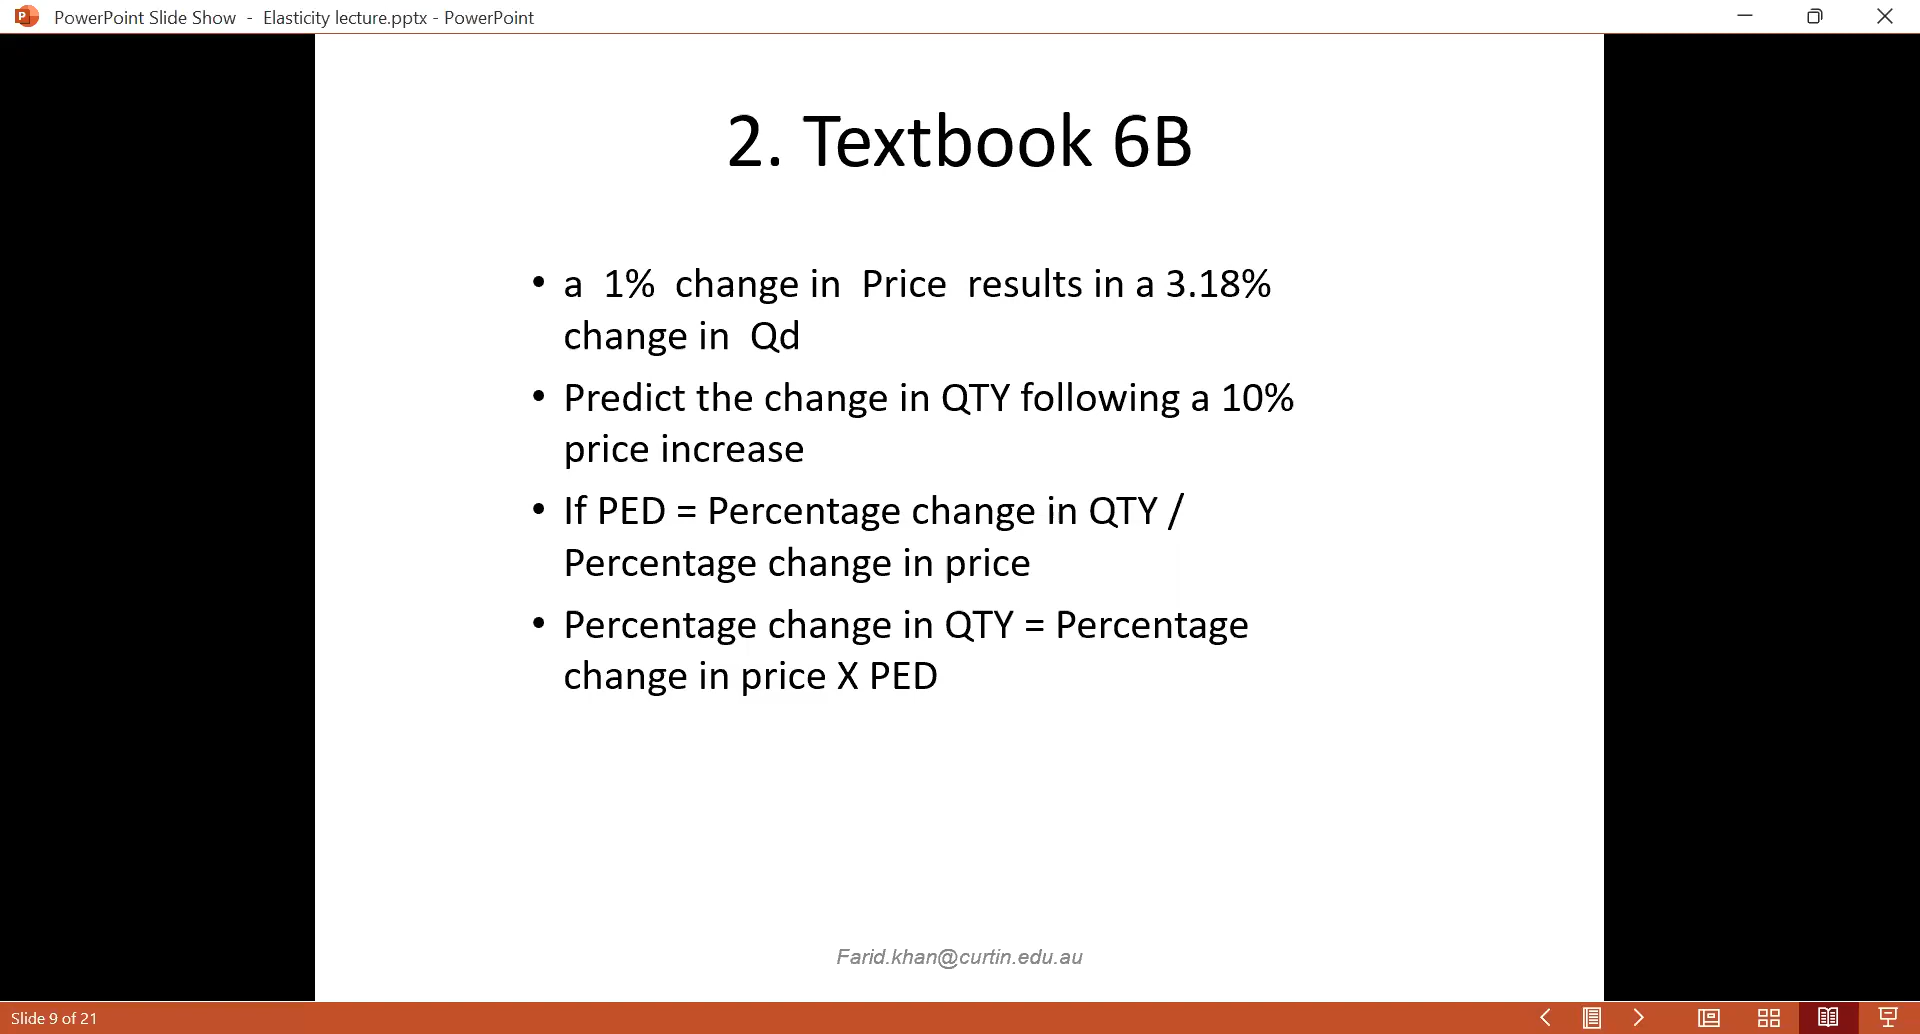 PowerPoint Slide Show - Elasticity lecture.pptx - PowerPoint
2. Textbook 6B
• a 1% change in Price results in a 3.18%
change in Qd
• Predict the change in QTY following a 10%
price increase
• If PED = Percentage change in QTY /
Percentage change in price
• Percentage change in QTY = Percentage
change in price X PED
Farid.khan@curtin.edu.au
Slide 9 of 21